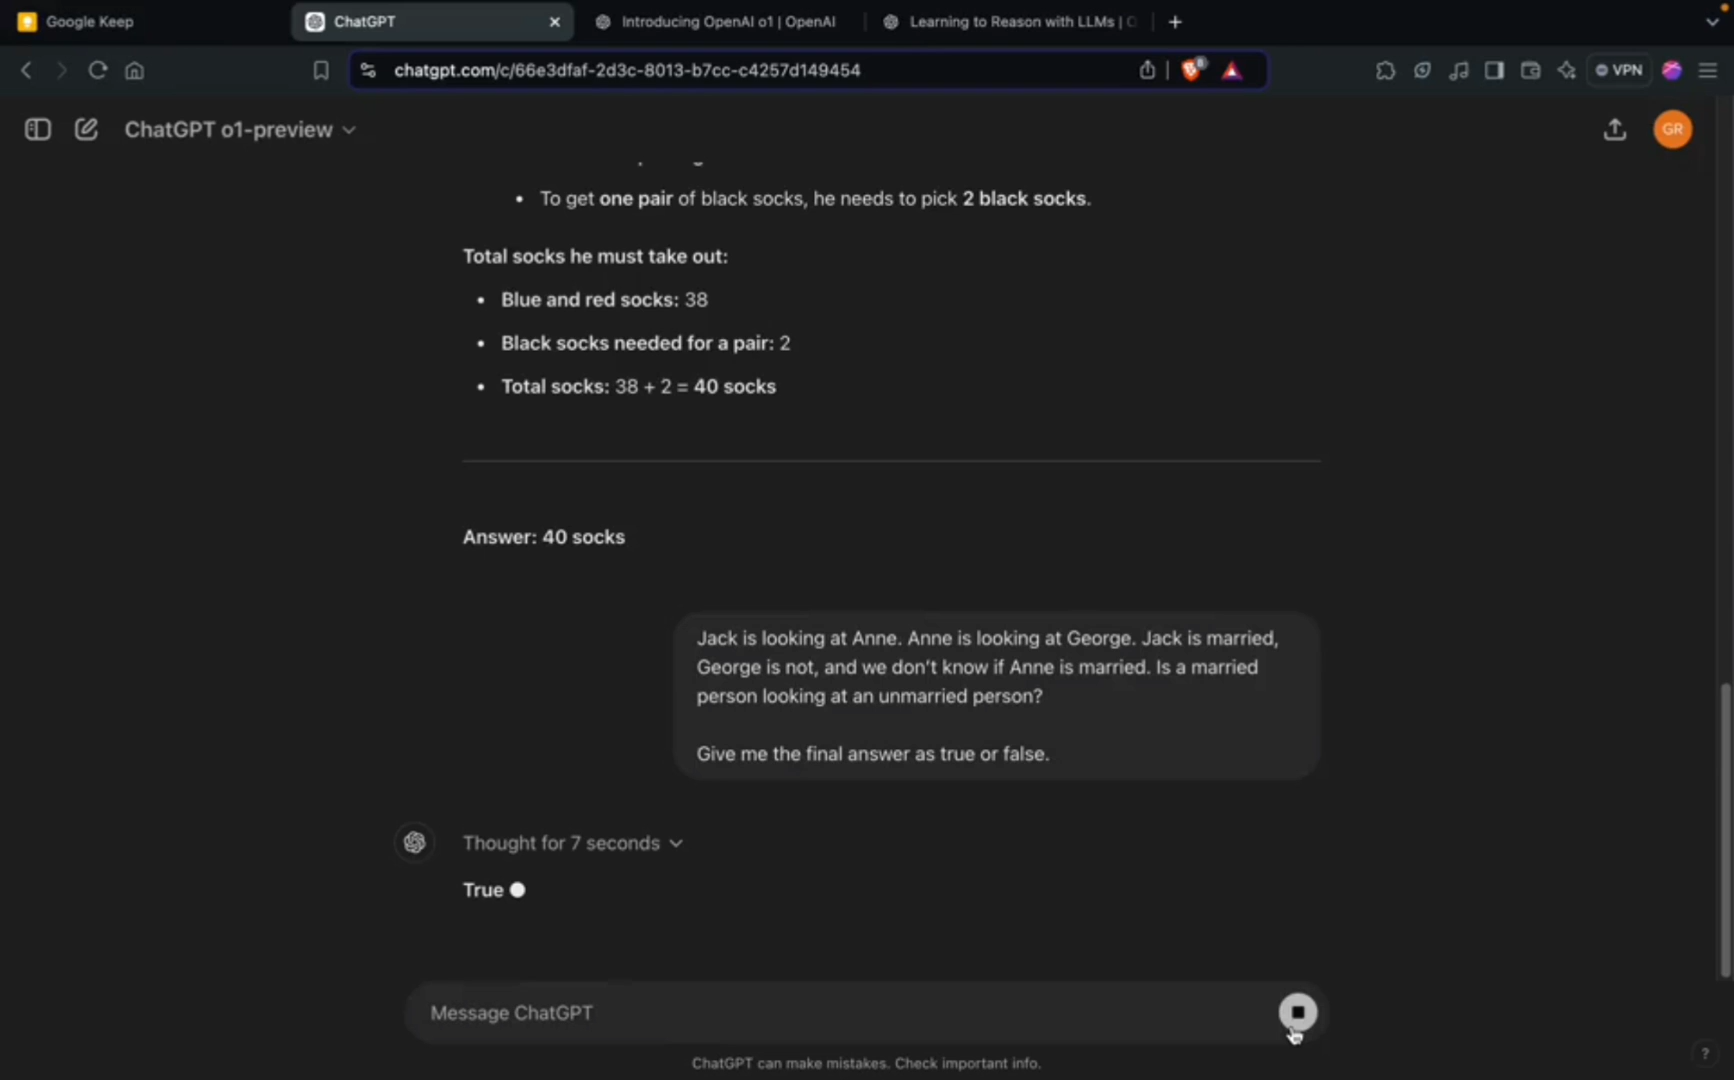 Google Keep
ChatGPT
Introducing OpenAI o1 | OpenAI
Learning to Reason with LLMs |
chatgpt.com/c/66e3dfaf-2d3c-8013-b7cc-c4257d149454
VPN
ChatGPT o1-preview
GR
• To get one pair of black socks, he needs to pick 2 black socks.
Total socks he must take out:
• Blue and red socks: 38
• Black socks needed for a pair: 2
• Total socks: 38 + 2 = 40 socks
Answer: 40 socks
Jack is looking at Anne. Anne is looking at George. Jack is married,
George is not, and we don’t know if Anne is married. Is a married
person looking at an unmarried person?
Give me the final answer as true or false.
Thought for 7 seconds
True
Message ChatGPT
ChatGPT can make mistakes. Check important info.
?